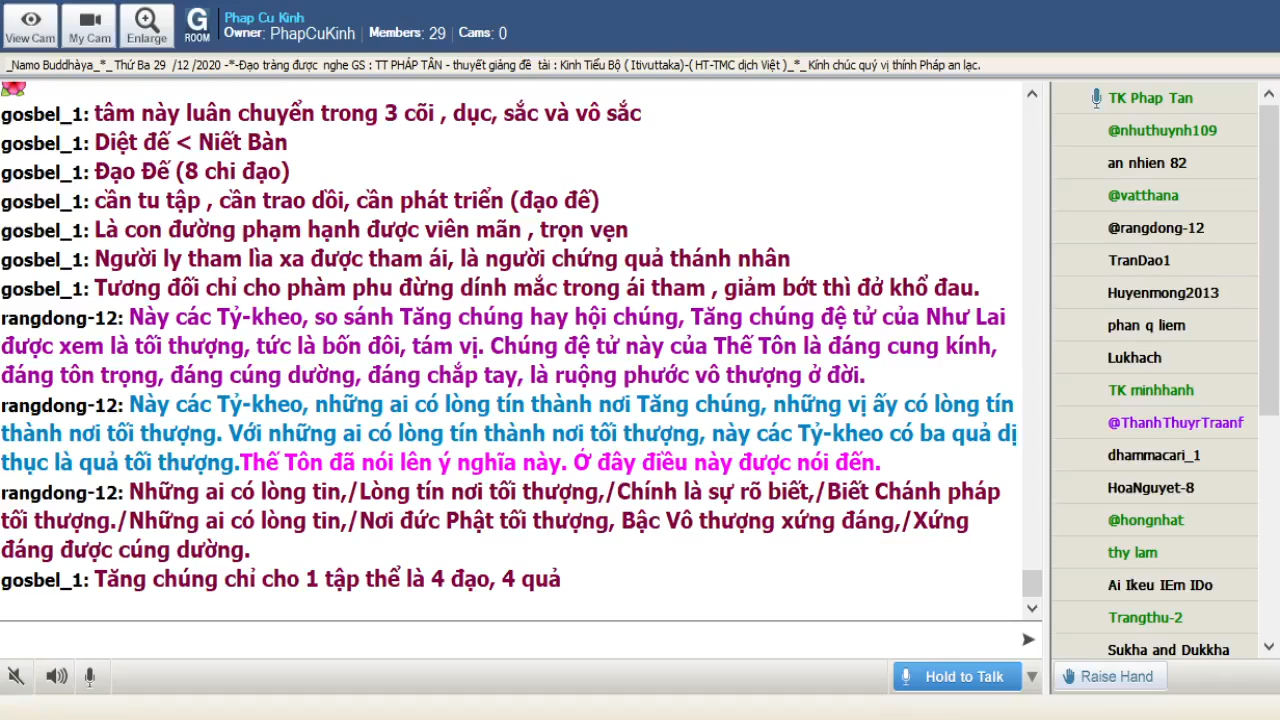 View Cam
My Cam
Enlarge
G
ROOM
Phap Cu Kinh
Owner: PhapCuKinh | Members: 29 | Cams: 0
_Namo Buddhàya_*_ Thứ Ba 29 /12 /2020 -*-Đạo tràng được nghe GS : TT PHÁP TÂN - thuyết giảng đề tài : Kinh Tiểu Bộ ( Itivuttaka)-( HT-TMC dịch Việt )_*_Kính chúc quý vị thính Pháp an lạc.
gosbel_1: tâm này luân chuyển trong 3 cõi , dục, sắc và vô sắc
gosbel_1: Diệt đế < Niết Bàn
gosbel_1: Đạo Đế (8 chi đạo)
gosbel_1: cần tu tập , cần trao dồi, cần phát triển (đạo đế)
gosbel_1: Là con đường phạm hạnh được viên mãn , trọn vẹn
gosbel_1: Người ly tham lìa xa được tham ái, là người chứng quả thánh nhân
gosbel_1: Tương đối chỉ cho phàm phu đừng dính mắc trong ái tham , giảm bớt thì đở khổ đau.
rangdong-12: Này các Tỷ-kheo, so sánh Tăng chúng hay hội chúng, Tăng chúng đệ tử của Như Lai
được xem là tối thượng, tức là bốn đôi, tám vị. Chúng đệ tử này của Thế Tôn là đáng cung kính,
đáng tôn trọng, đáng cúng dường, đáng chắp tay, là ruộng phước vô thượng ở đời.
rangdong-12: Này các Tỷ-kheo, những ai có lòng tín thành nơi Tăng chúng, những vị ấy có lòng tín
thành nơi tối thượng. Với những ai có lòng tín thành nơi tối thượng, này các Tỷ-kheo có ba quả dị
thục là quả tối thượng.Thế Tôn đã nói lên ý nghĩa này. Ở đây điều này được nói đến.
rangdong-12: Những ai có lòng tin,/Lòng tín nơi tối thượng,/Chính là sự rõ biết,/Biết Chánh pháp
tối thượng./Những ai có lòng tin,/Nơi đức Phật tối thượng, Bậc Vô thượng xứng đáng,/Xứng
đáng được cúng dường.
gosbel_1: Tăng chúng chỉ cho 1 tập thể là 4 đạo, 4 quả
TK Phap Tan
@nhuthuynh109
an nhien 82
@vatthana
@rangdong-12
TranDao1
Huyenmong2013
phan q liem
Lukhach
TK minhhanh
@ThanhThuyrTraanf
dhammacari_1
HoaNguyet-8
@hongnhat
thy lam
Ai Ikeu IEm IDo
Trangthu-2
Sukha and Dukkha
Hold to Talk
Raise Hand